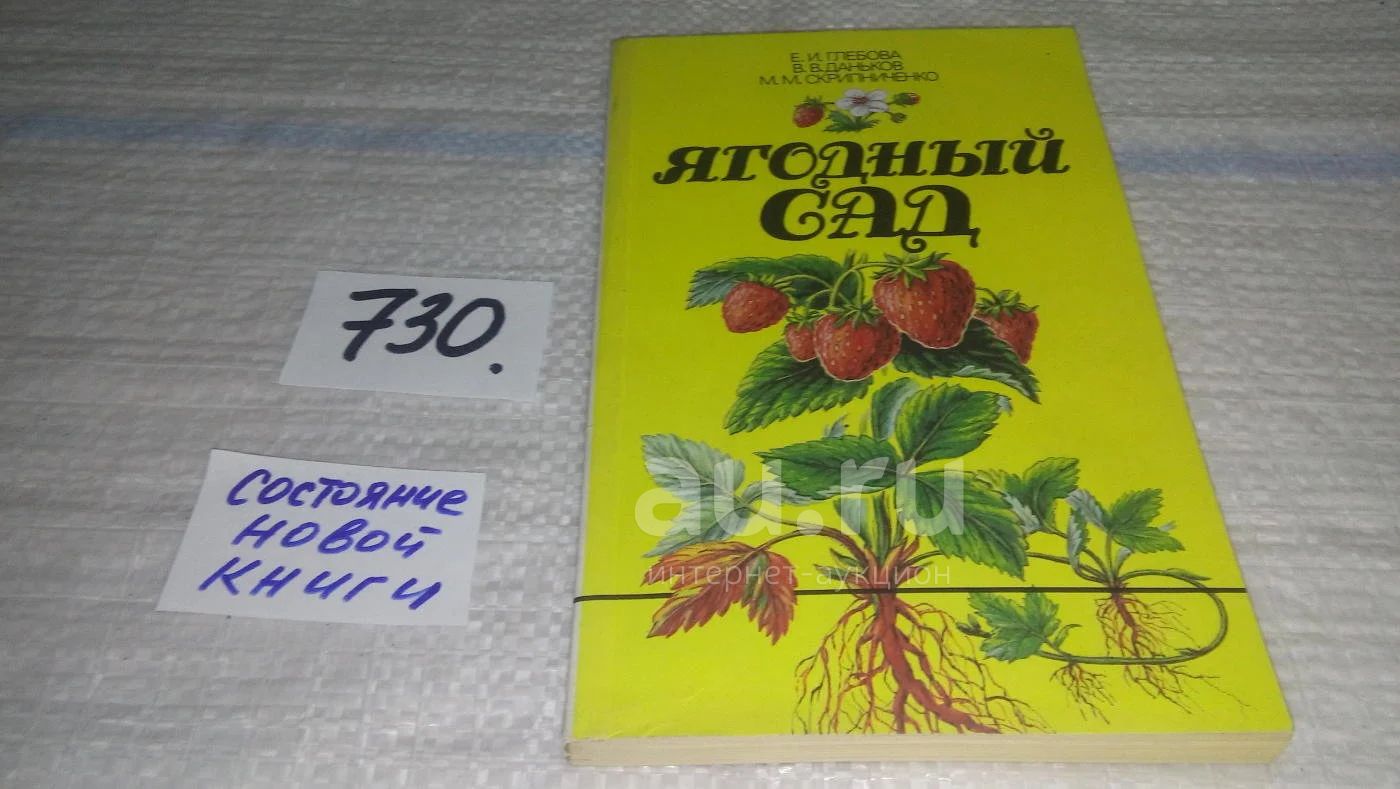 Е. И. ГЛЕБОВА
В. В. ДАНЬКОВ
М. М. СКРИПНИЧЕНКО
ЯГОДНЫЙ
САД
730.
состояние
новой
книги
au.ru
интернет-аукцион